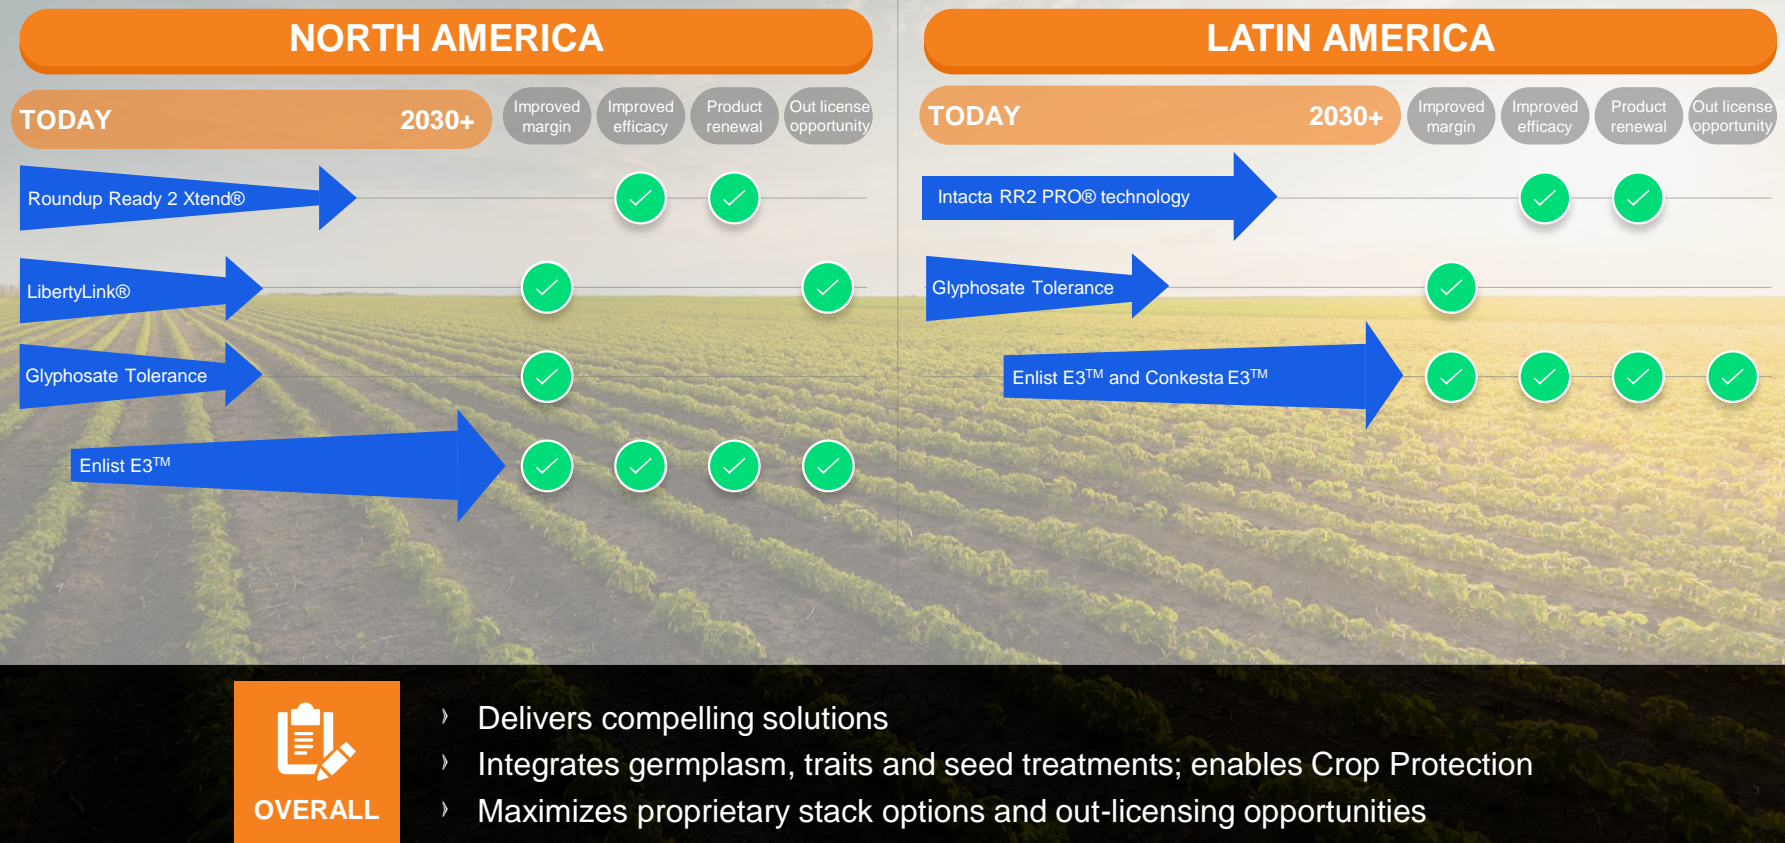 NORTH AMERICA
TODAY 2030+
Improved
margin
Improved
efficacy
Product
renewal
Out license
opportunity
Roundup Ready 2 Xtend®
LibertyLink®
Glyphosate Tolerance
Enlist E3™
LATIN AMERICA
TODAY 2030+
Improved
margin
Improved
efficacy
Product
renewal
Out license
opportunity
Intacta RR2 PRO® technology
Glyphosate Tolerance
Enlist E3™ and Conkesta E3™
OVERALL
Delivers compelling solutions
Integrates germplasm, traits and seed treatments; enables Crop Protection
Maximizes proprietary stack options and out-licensing opportunities